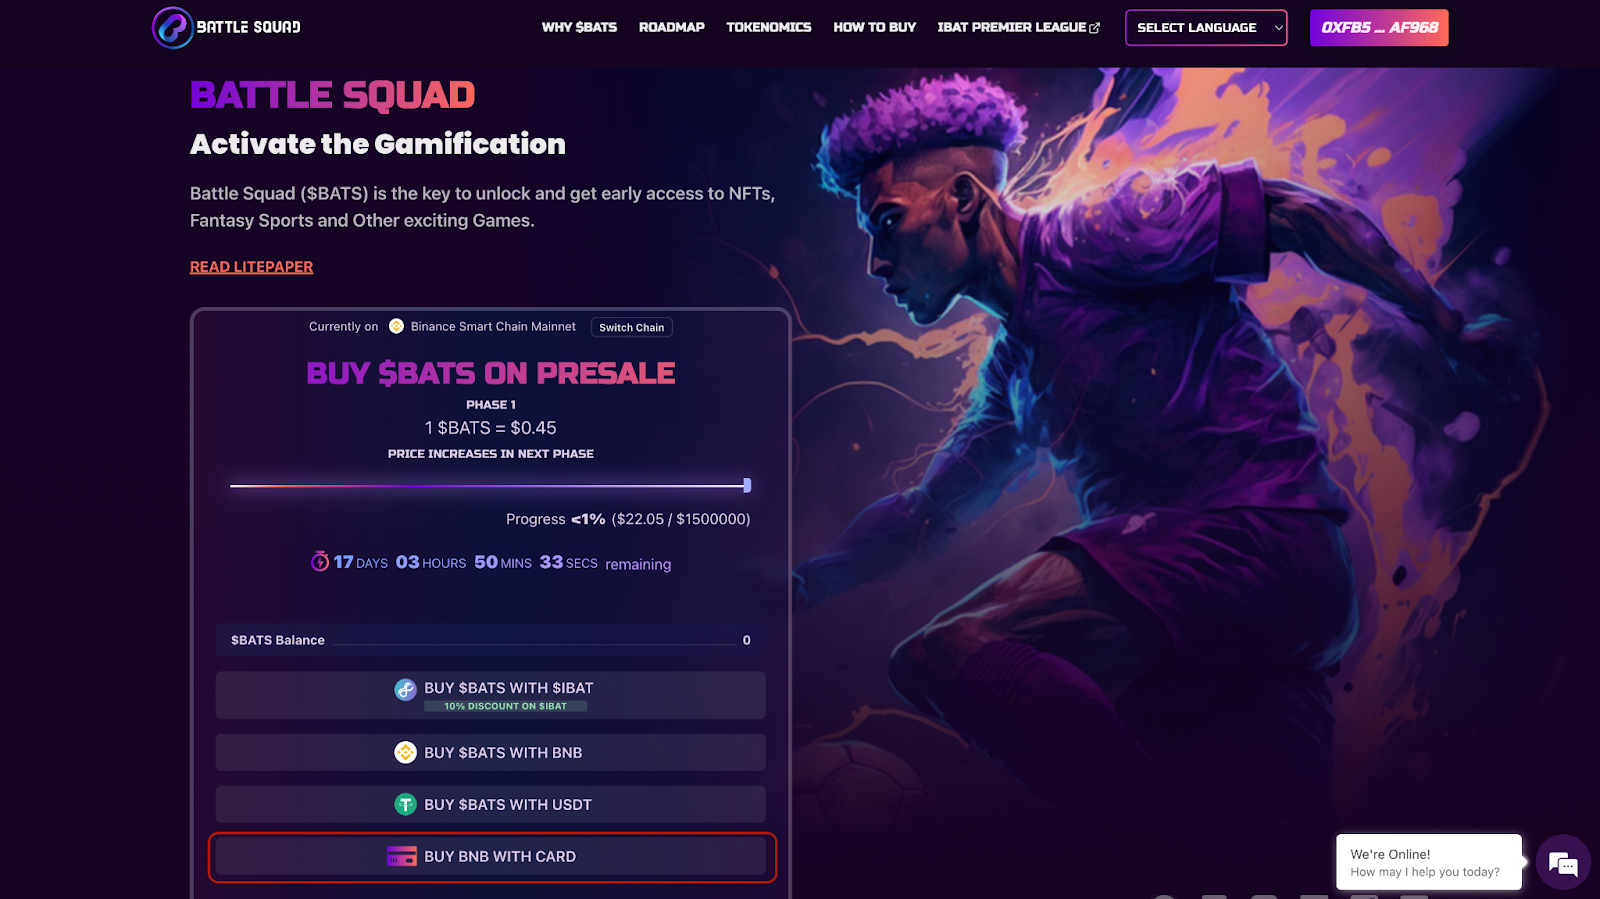 BATTLE SQUAD
WHY $BATS
ROADMAP
TOKENOMICS
HOW TO BUY
IBAT PREMIER LEAGUE
SELECT LANGUAGE
0XFB5 ... AF968
BATTLE SQUAD
Activate the Gamification
Battle Squad ($BATS) is the key to unlock and get early access to NFTs,
Fantasy Sports and Other exciting Games.
READ LITEPAPER
Currently on Binance Smart Chain Mainnet Switch Chain
BUY $BATS ON PRESALE
PHASE 1
1 $BATS = $0.45
PRICE INCREASES IN NEXT PHASE
Progress <1% ($22.05 / $1500000)
17 DAYS 03 HOURS 50 MINS 33 SECS remaining
$BATS Balance 0
BUY $BATS WITH $IBAT
10% DISCOUNT ON $IBAT
BUY $BATS WITH BNB
BUY $BATS WITH USDT
BUY BNB WITH CARD
We're Online!
How may I help you today?